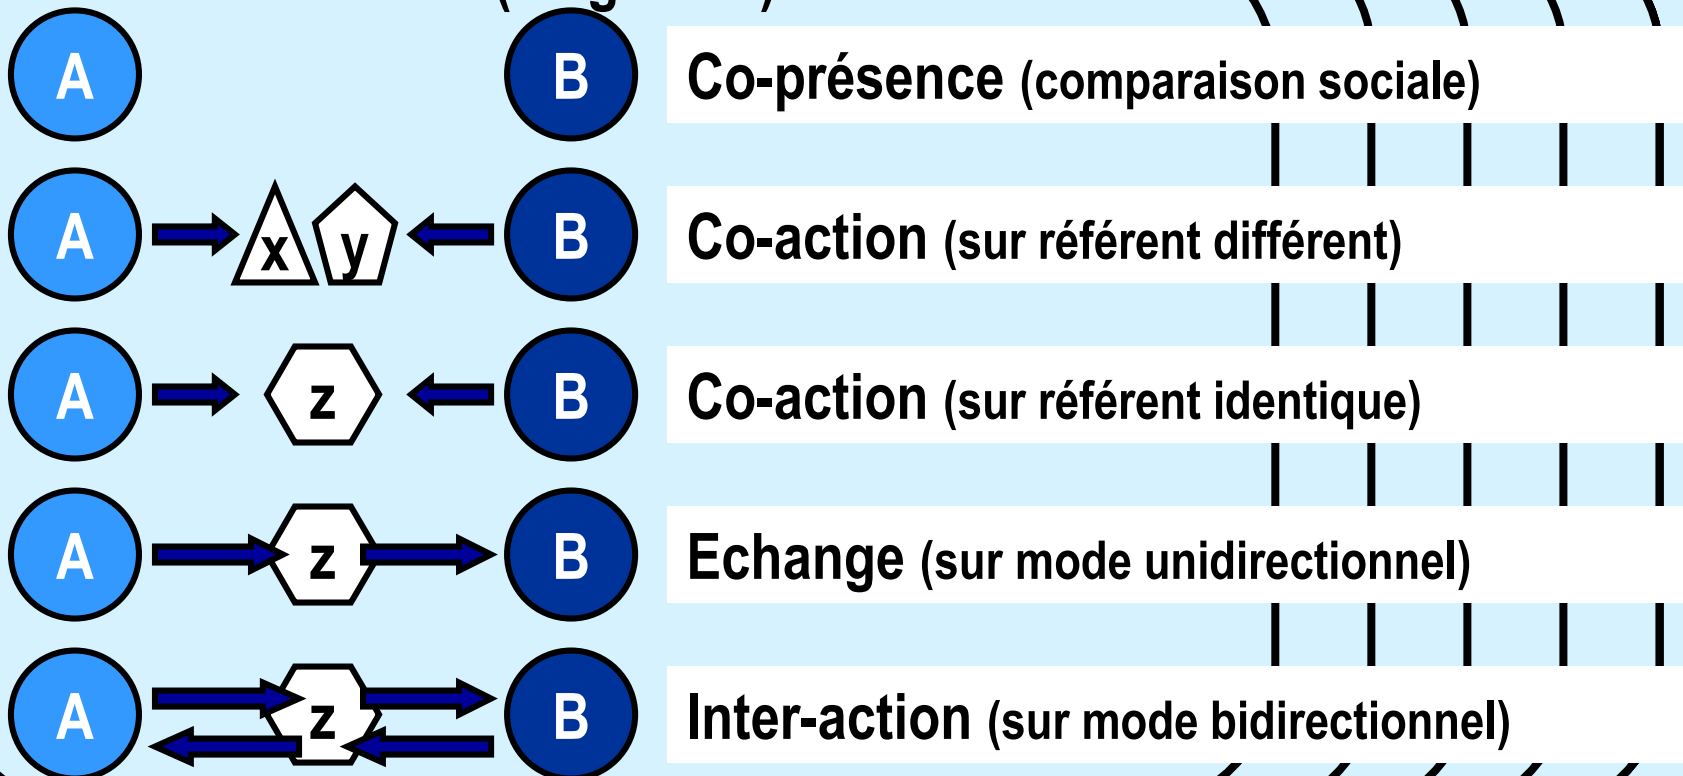 A B Co-présence (comparaison sociale)
A x y B Co-action (sur référent différent)
A z B Co-action (sur référent identique)
A z B Echange (sur mode unidirectionnel)
A z B Inter-action (sur mode bidirectionnel)